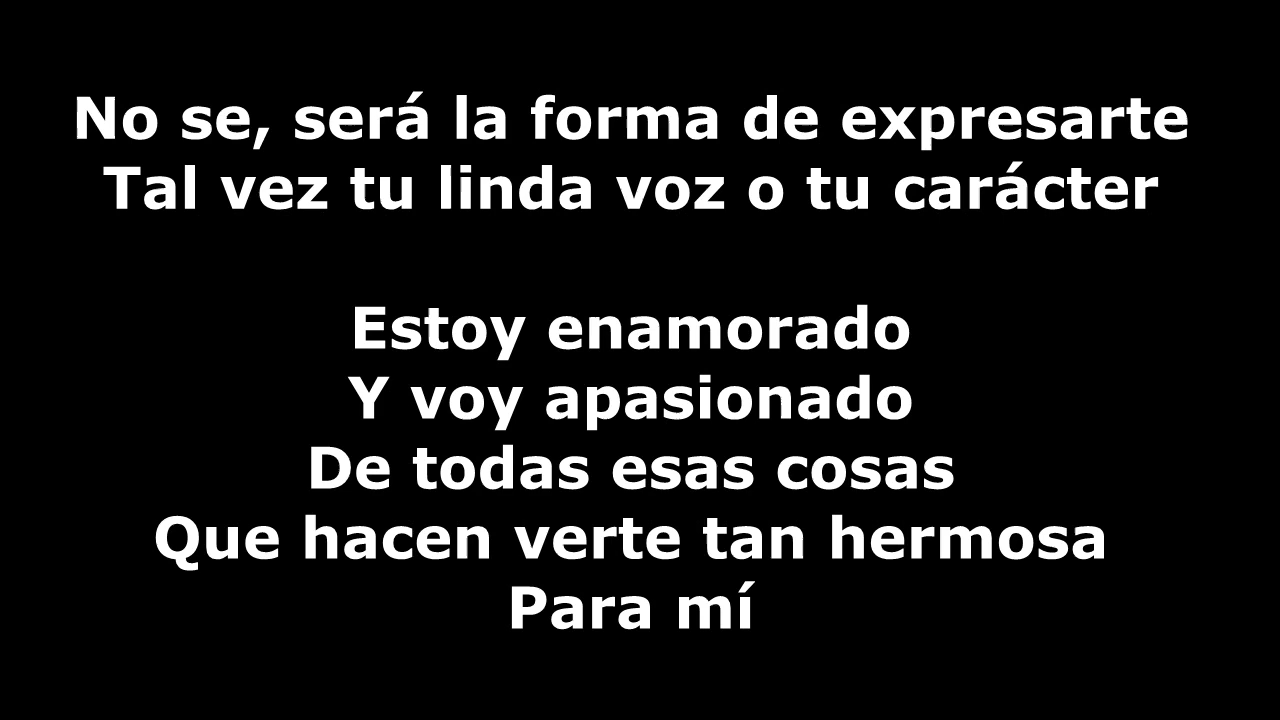 No se, será la forma de expresarte
Tal vez tu linda voz o tu carácter
Estoy enamorado
Y voy apasionado
De todas esas cosas
Que hacen verte tan hermosa
Para mí